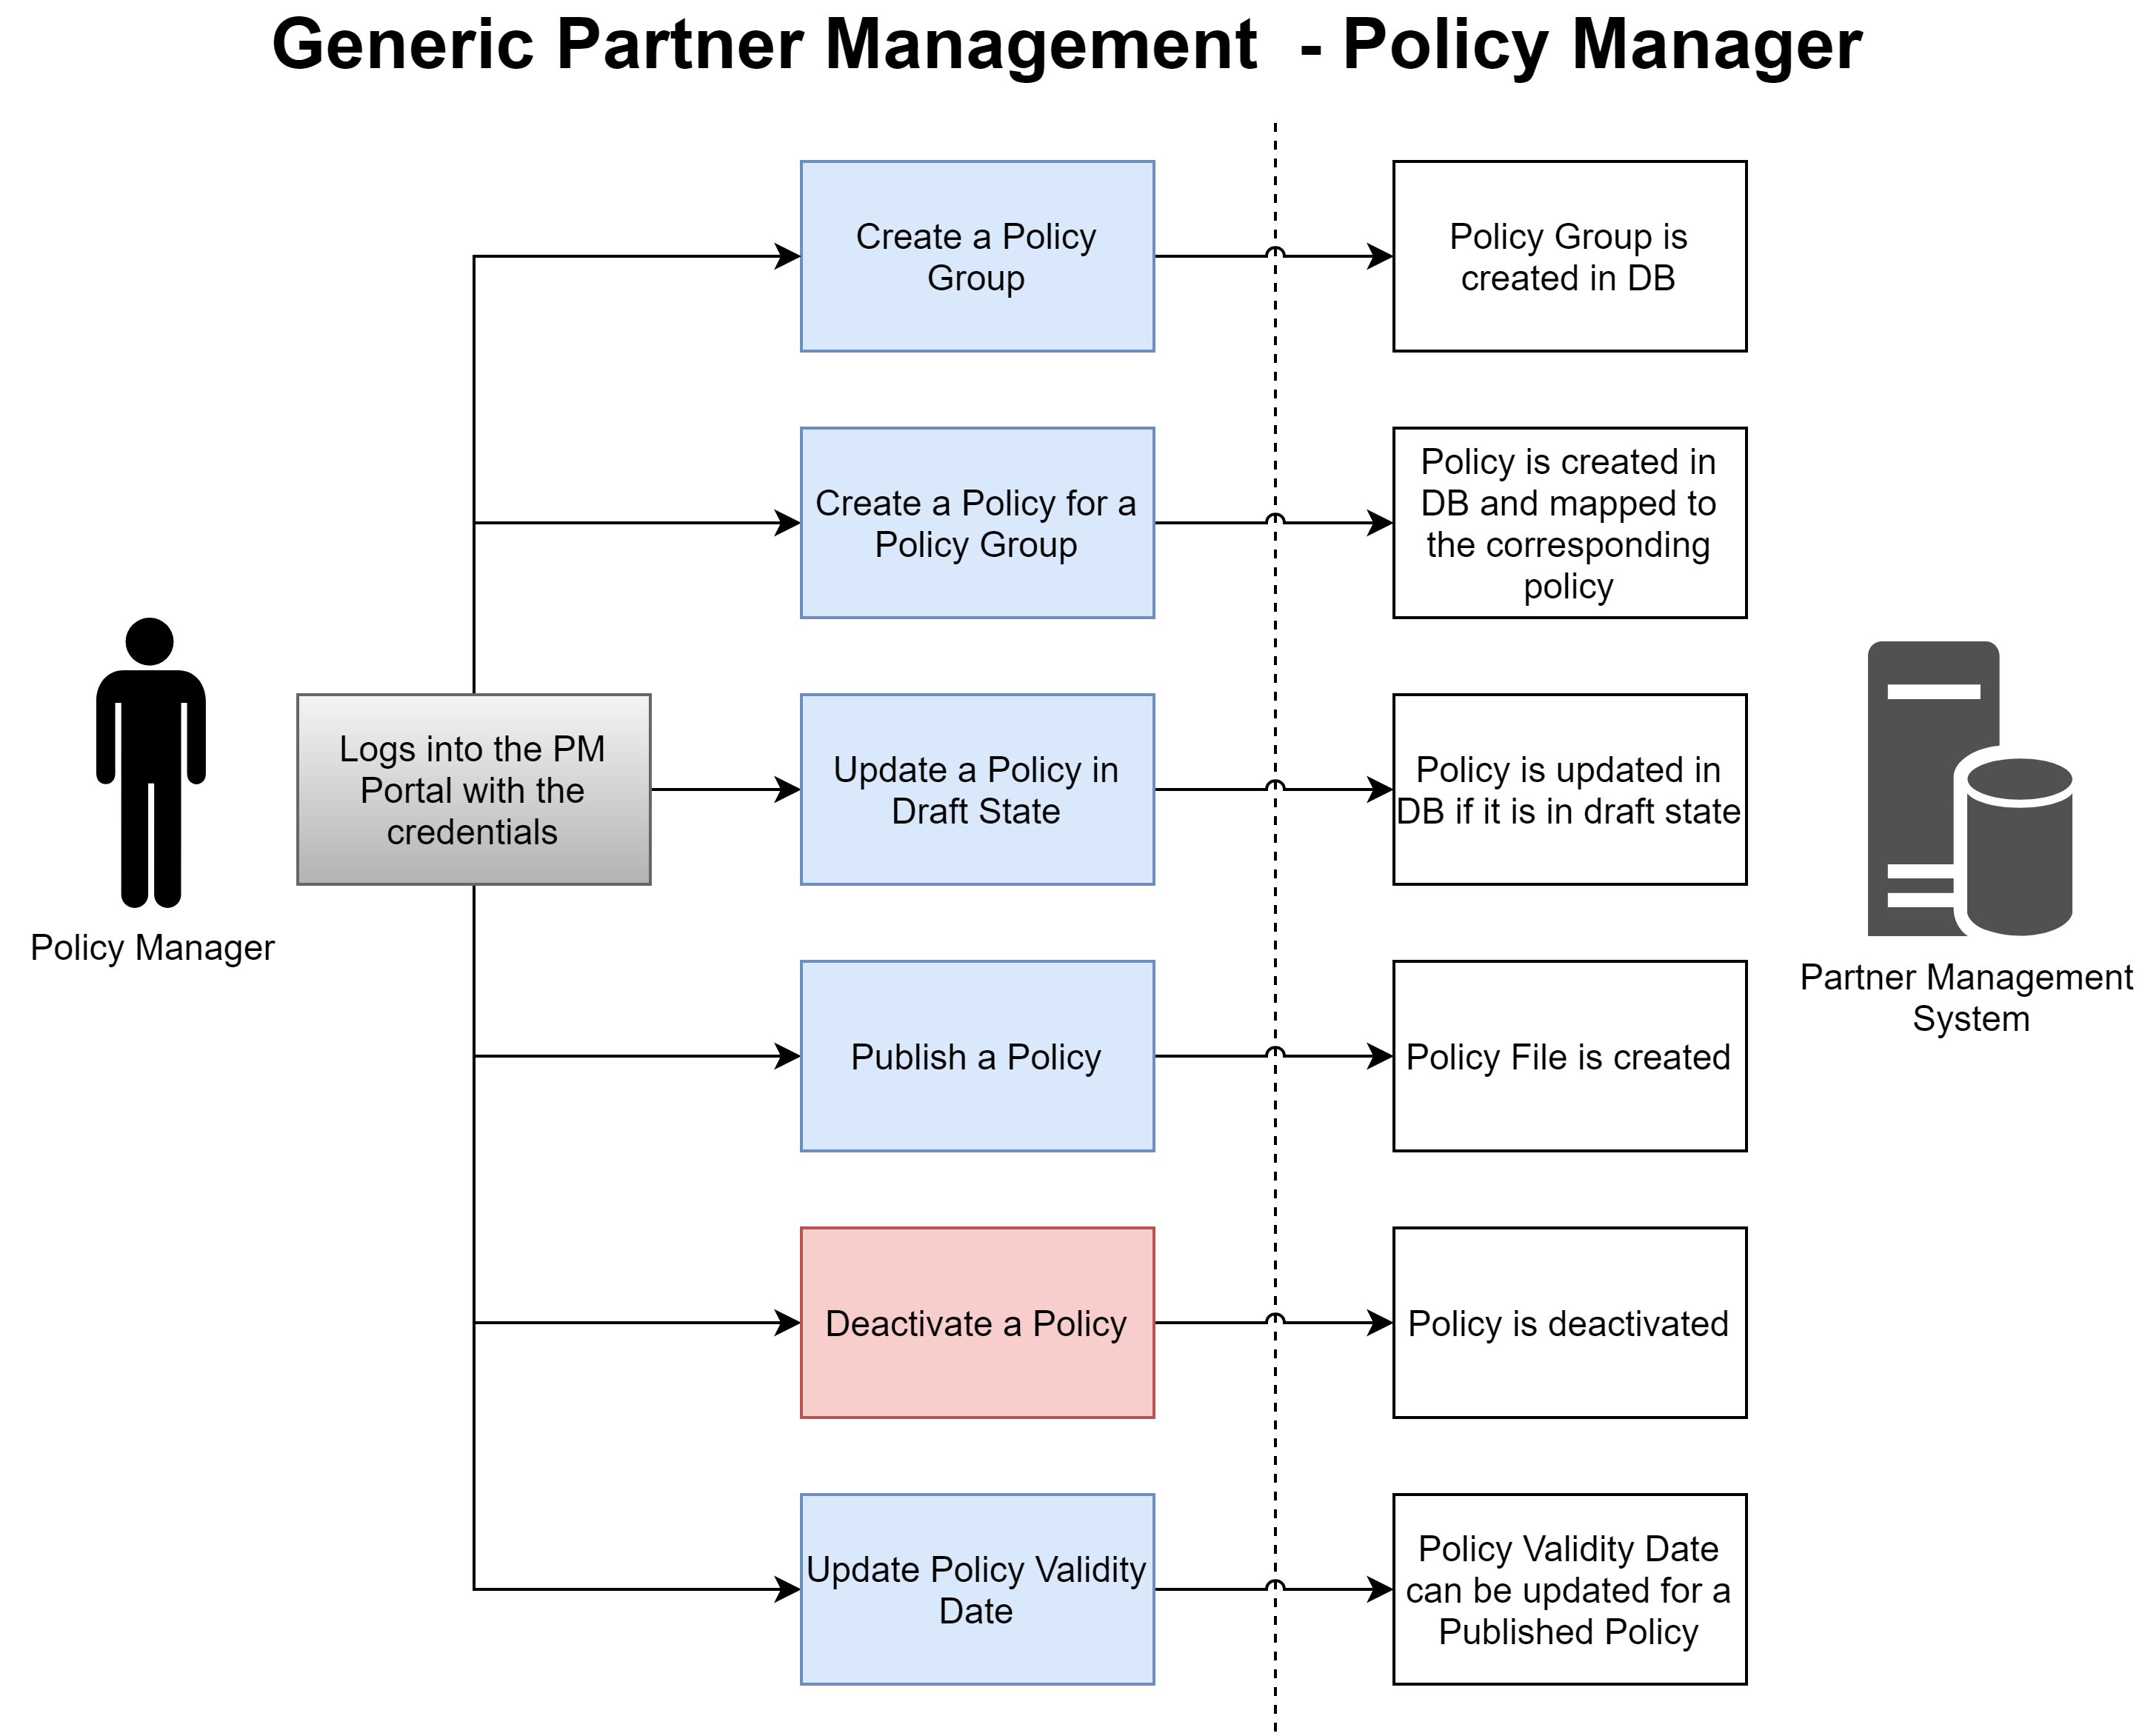 Generic Partner Management - Policy Manager
Create a Policy
Group
Policy Group is
created in DB
Create a Policy for a
Policy Group
Policy is created in
DB and mapped to
the corresponding
policy
Logs into the PM
Portal with the
credentials
Update a Policy in
Draft State
Policy is updated in
DB if it is in draft state
Policy Manager
Partner Management
System
Publish a Policy
Policy File is created
Deactivate a Policy
Policy is deactivated
Update Policy Validity
Date
Policy Validity Date
can be updated for a
Published Policy